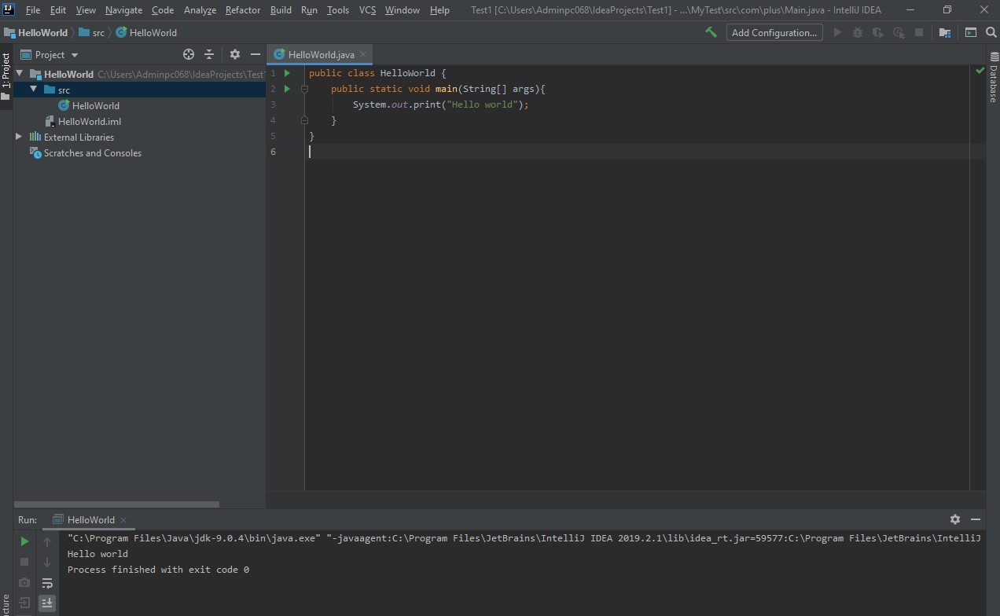 IJ File Edit View Navigate Code Analyze Refactor Build Run Tools VCS Window Help Test1 [C:\Users\Adminpc068\IdeaProjects\Test1] - ...\MyTest\src\com\plus\Main.java - IntelliJ IDEA
HelloWorld src HelloWorld Add Configuration...
1: Project
Project
HelloWorld C:\Users\Adminpc068\IdeaProjects\Test
src
HelloWorld
HelloWorld.iml
External Libraries
Scratches and Consoles
HelloWorld.java
1 public class HelloWorld {
2 public static void main(String[] args){
3 System.out.print("Hello world");
4 }
5 }
6
Database
Run: HelloWorld
"C:\Program Files\Java\jdk-9.0.4\bin\java.exe" "-javaagent:C:\Program Files\JetBrains\IntelliJ IDEA 2019.2.1\lib\idea_rt.jar=59577:C:\Program Files\JetBrains\IntelliJ
Hello world
Process finished with exit code 0
cture